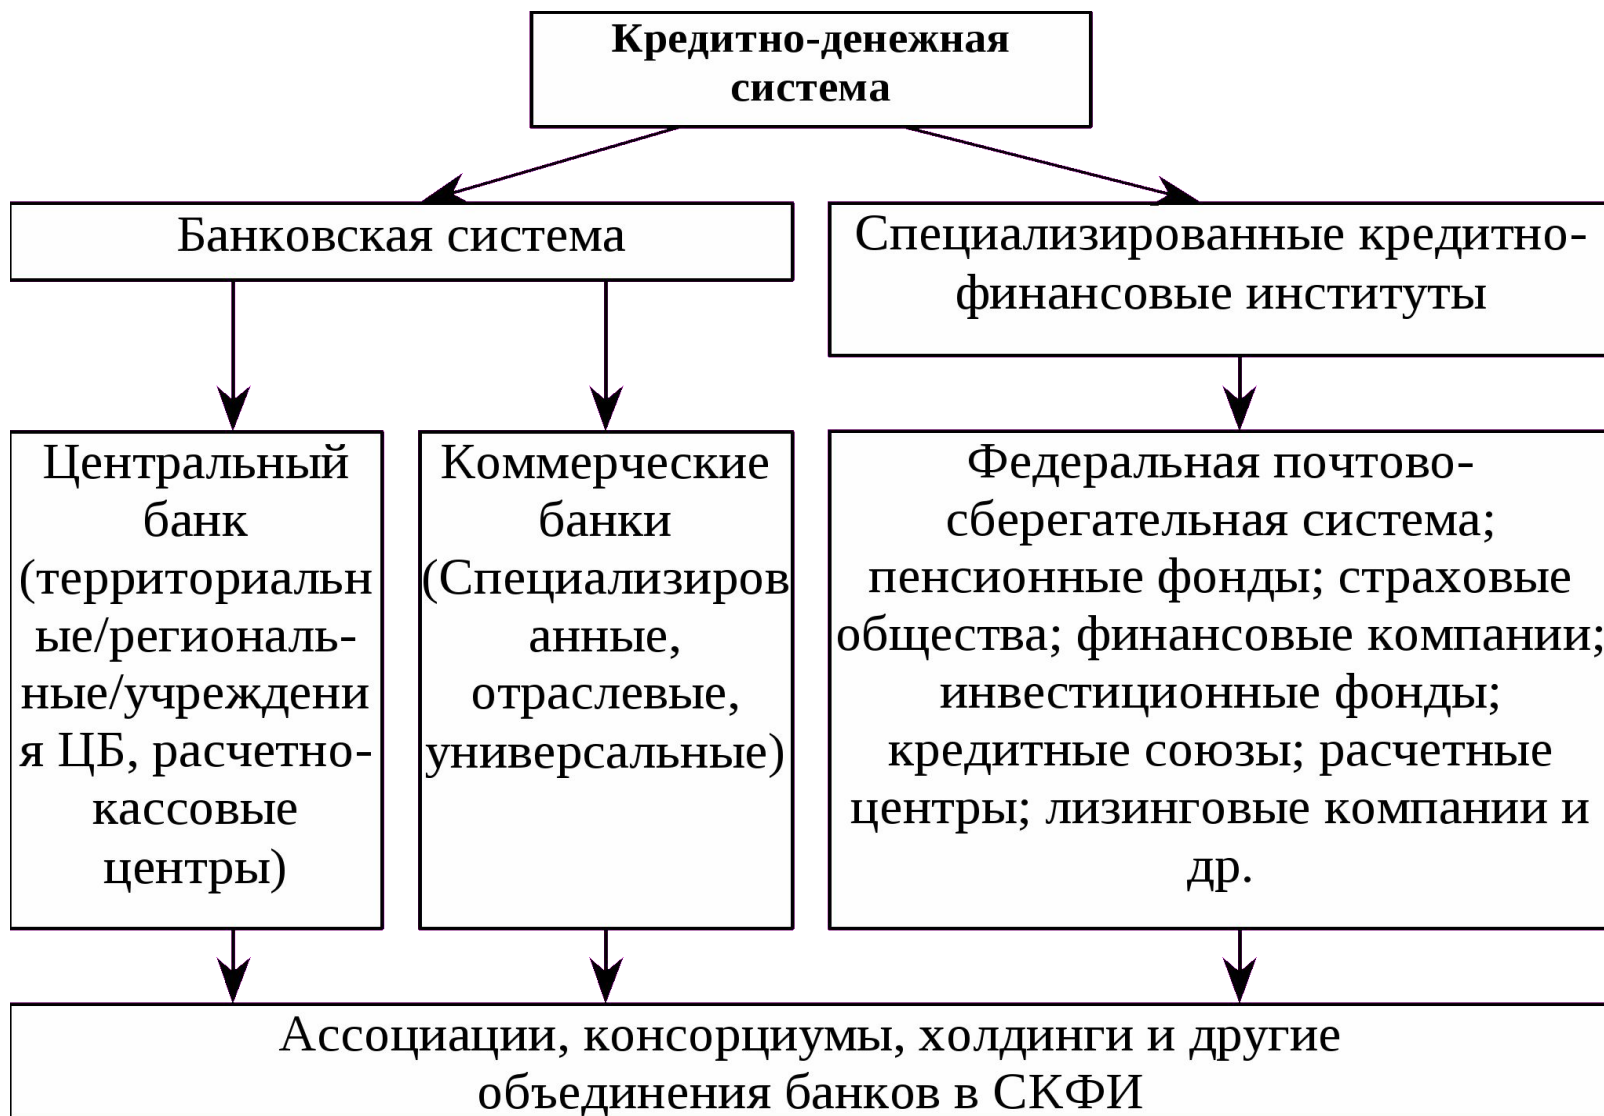 Кредитно-денежная
система
Банковская система
Специализированные кредитно-
финансовые институты
Центральный
банк
(территориальн
ые/региональ-
ные/учреждени
я ЦБ, расчетно-
кассовые
центры)
Коммерческие
банки
(Специализиров
анные,
отраслевые,
универсальные)
Федеральная почтово-
сберегательная система;
пенсионные фонды; страховые
общества; финансовые компании;
инвестиционные фонды;
кредитные союзы; расчетные
центры; лизинговые компании и
др.
Ассоциации, консорциумы, холдинги и другие
объединения банков в СКФИ